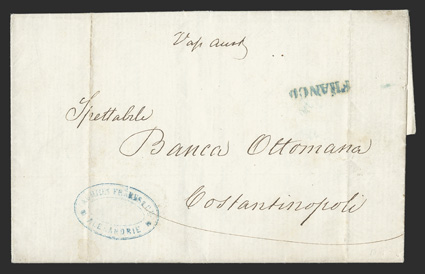 Vap Aust
FRANCO
Spettabile
Banca Ottomana
Costantinopoli